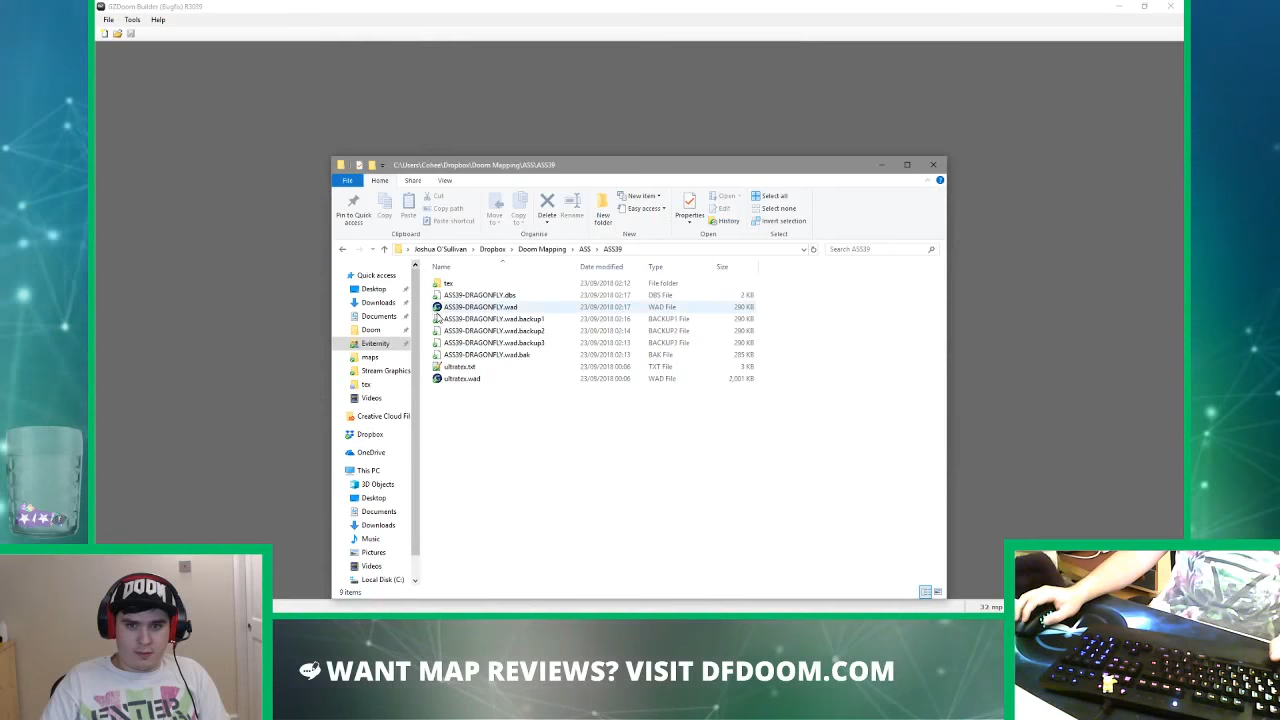 GZDoom Builder (Bugfix) R3039
File Tools Help
C:\Users\Cohee\Dropbox\Doom Mapping\ASS\ASS39
File Home Share View
Pin to Quick access
Copy
Paste
Cut
Copy path
Paste shortcut
Clipboard
Move to
Copy to
Delete
Rename
Organise
New folder
New item
Easy access
New
Properties
Open
Edit
History
Open
Select all
Select none
Invert selection
Select
Joshua O'Sullivan > Dropbox > Doom Mapping > ASS > ASS39
Search ASS39
Name Date modified Type Size
tex 23/09/2018 02:12 File folder
ASS39-DRAGONFLY.dbs 23/09/2018 02:17 DBS File 2 KB
ASS39-DRAGONFLY.wad 23/09/2018 02:17 WAD File 290 KB
ASS39-DRAGONFLY.wad.backup1 23/09/2018 02:16 BACKUP1 File 290 KB
ASS39-DRAGONFLY.wad.backup2 23/09/2018 02:14 BACKUP2 File 290 KB
ASS39-DRAGONFLY.wad.backup3 23/09/2018 02:13 BACKUP3 File 290 KB
ASS39-DRAGONFLY.wad.bak 23/09/2018 02:13 BAK File 285 KB
ultratex.txt 23/09/2018 00:06 TXT File 3 KB
ultratex.wad 23/09/2018 00:06 WAD File 2,001 KB
Quick access
Desktop
Downloads
Documents
Doom
Eviternity
maps
Stream Graphics
tex
Videos
Creative Cloud Fil
Dropbox
OneDrive
This PC
3D Objects
Desktop
Documents
Downloads
Music
Pictures
Videos
Local Disk (C:)
9 items
32 mp
DOOM
WANT MAP REVIEWS? VISIT DFDOOM.COM